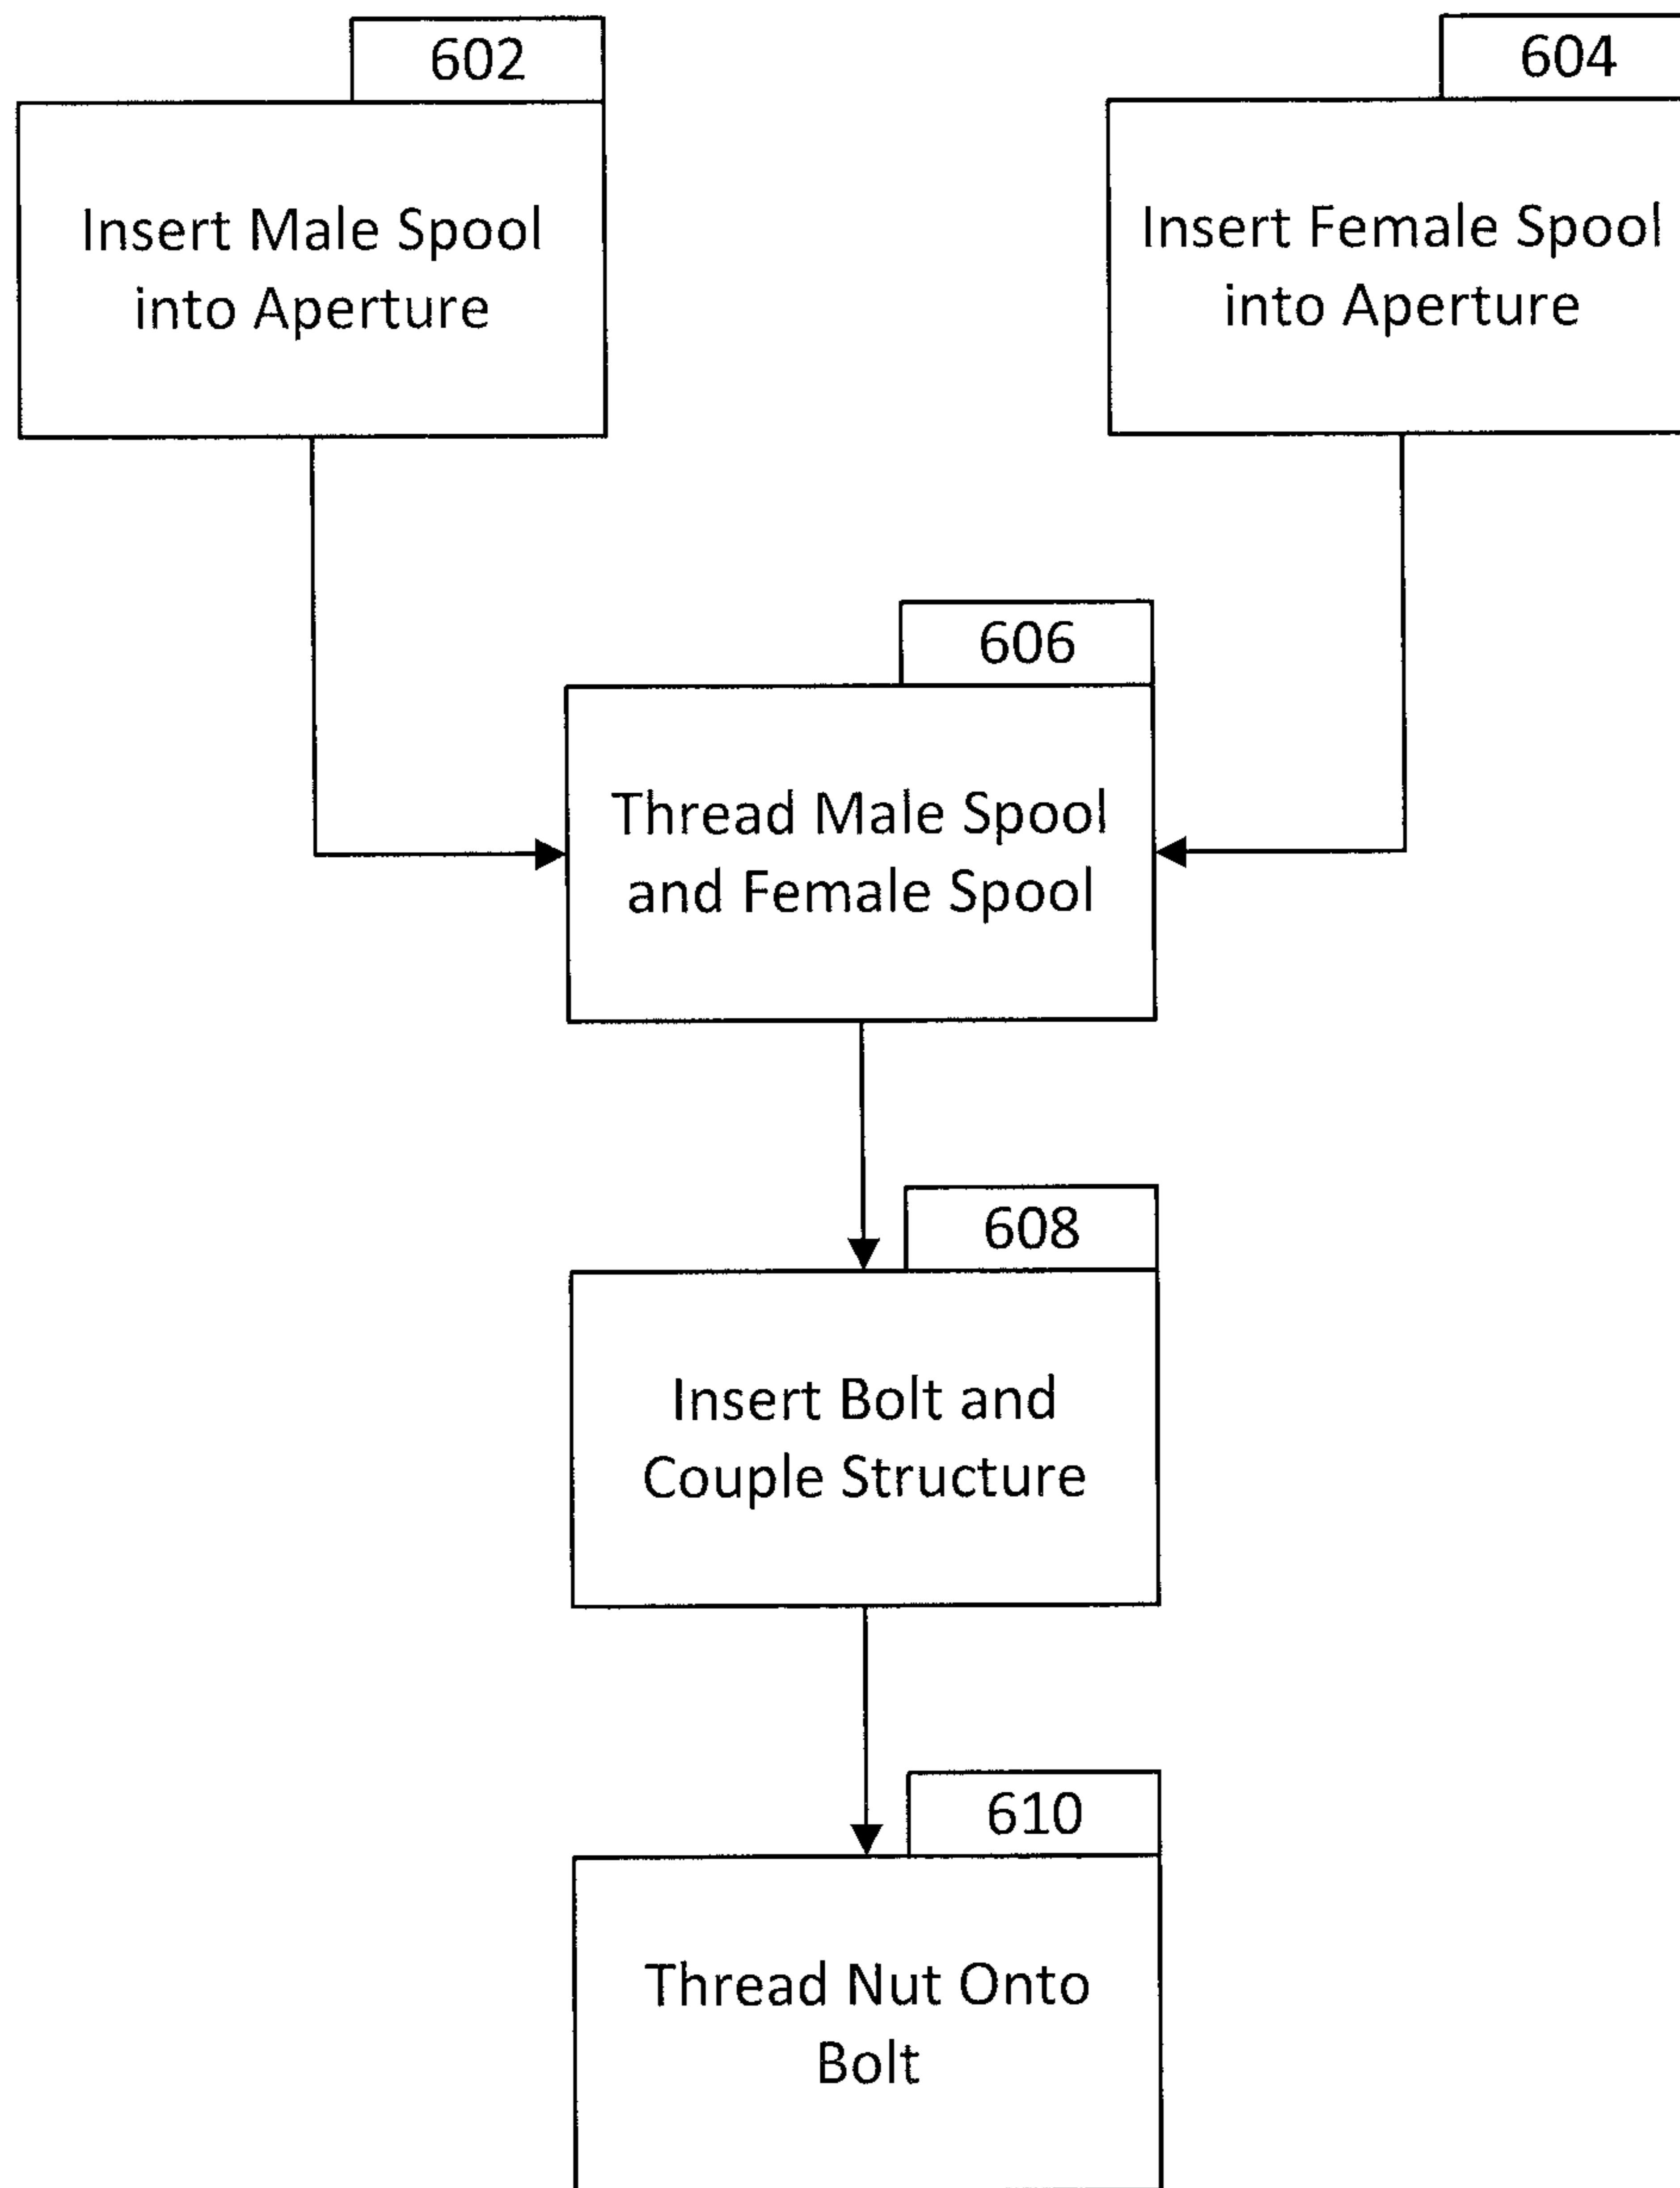 602
Insert Male Spool
into Aperture
604
Insert Female Spool
into Aperture
606
Thread Male Spool
and Female Spool
608
Insert Bolt and
Couple Structure
610
Thread Nut Onto
Bolt